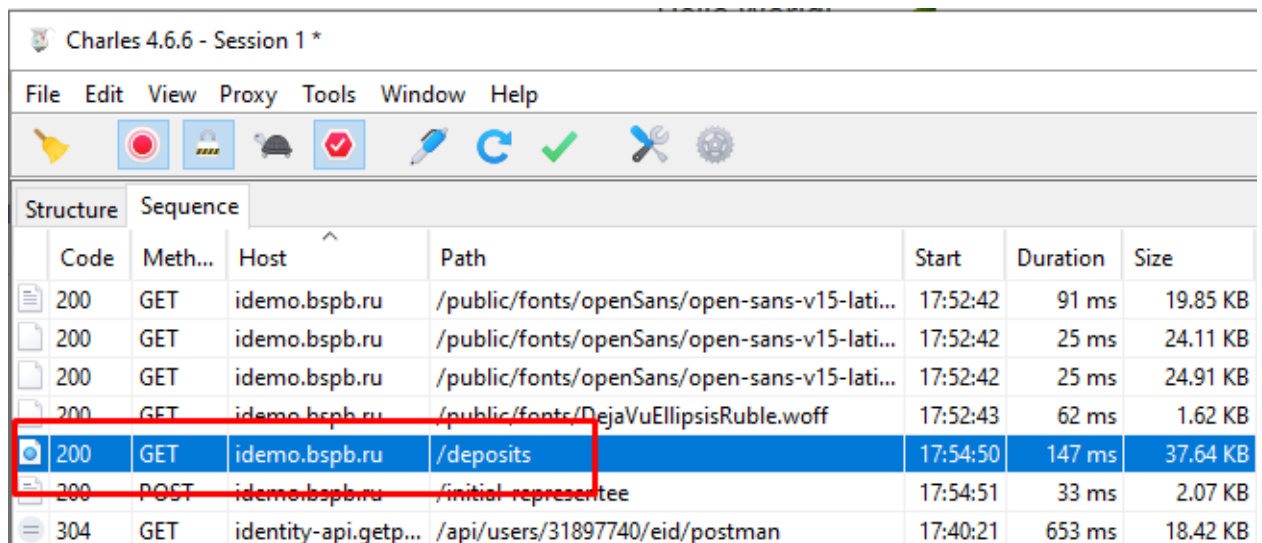 Charles 4.6.6 - Session 1 *
File Edit View Proxy Tools Window Help
Structure Sequence
Code Meth... Host Path Start Duration Size
200 GET idemo.bspb.ru /public/fonts/openSans/open-sans-v15-lati... 17:52:42 91 ms 19.85 KB
200 GET idemo.bspb.ru /public/fonts/openSans/open-sans-v15-lati... 17:52:42 25 ms 24.11 KB
200 GET idemo.bspb.ru /public/fonts/openSans/open-sans-v15-lati... 17:52:42 25 ms 24.91 KB
200 GET idemo.bspb.ru /public/fonts/DejaVuEllipsisRuble.woff 17:52:43 62 ms 1.62 KB
200 GET idemo.bspb.ru /deposits 17:54:50 147 ms 37.64 KB
200 POST idemo.bspb.ru /initial-representee 17:54:51 33 ms 2.07 KB
304 GET identity-api.getp... /api/users/31897740/eid/postman 17:40:21 653 ms 18.42 KB